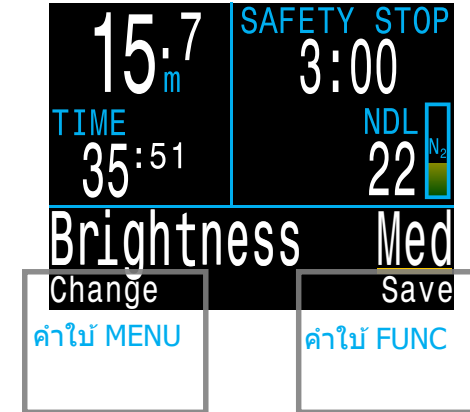 15.7 m
SAFETY STOP
3:00
TIME
35:51
NDL
22
N2
Brightness Med
Change Save
คำใบ้ MENU คำใบ้ FUNC